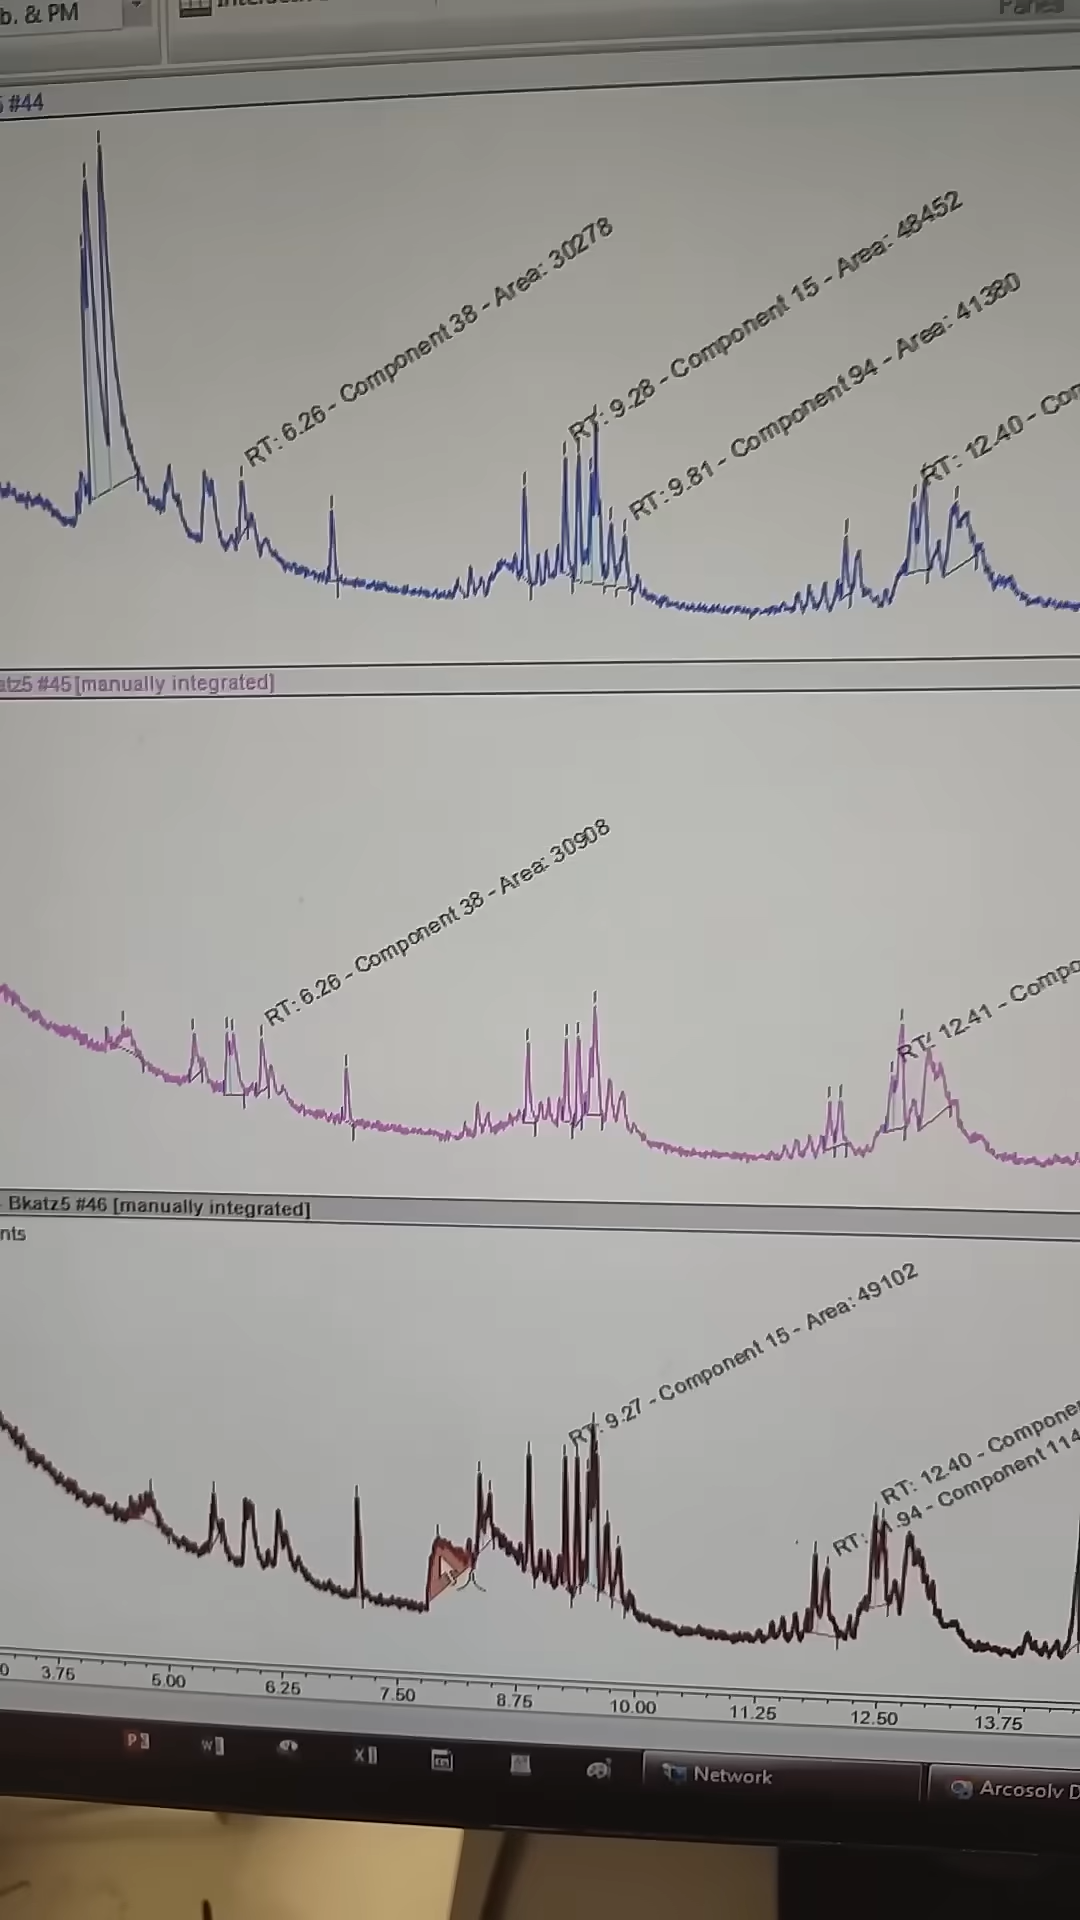 b. & PM
#44
RT: 6.26 - Component 38 - Area: 30278
RT: 9.28 - Component 15 - Area: 48452
RT: 9.81 - Component 94 - Area: 41380
RT: 12.40 - Com
atz5 #45 [manually integrated]
RT: 6.26 - Component 38 - Area: 30908
RT: 12.41 - Compo
Bkatz5 #46 [manually integrated]
nts
RT: 9.27 - Component 15 - Area: 49102
RT: 12.40 - Compone
RT: .94 - Component 114
0 3.75 5.00 6.25 7.50 8.75 10.00 11.25 12.50 13.75
Network
Arcosolv D